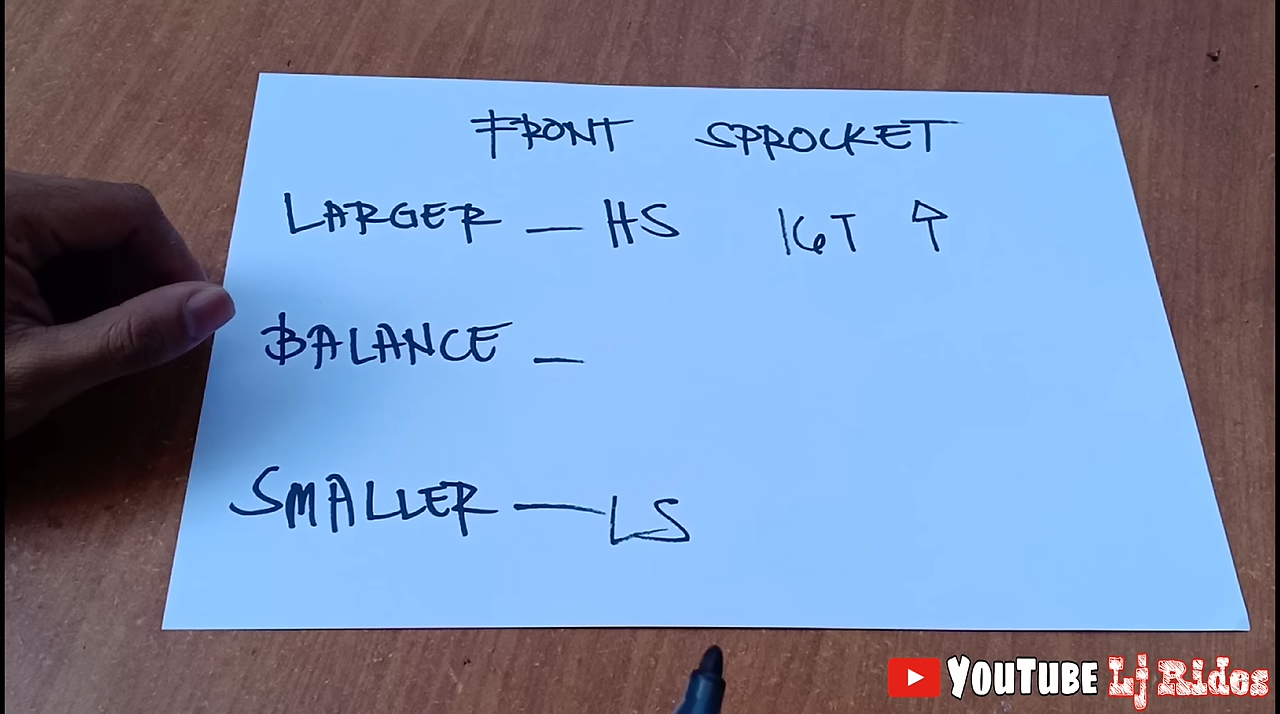 FRONT SPROCKET
LARGER — HS 16T ↑
BALANCE —
SMALLER — LS
YOUTUBE Lj Rides